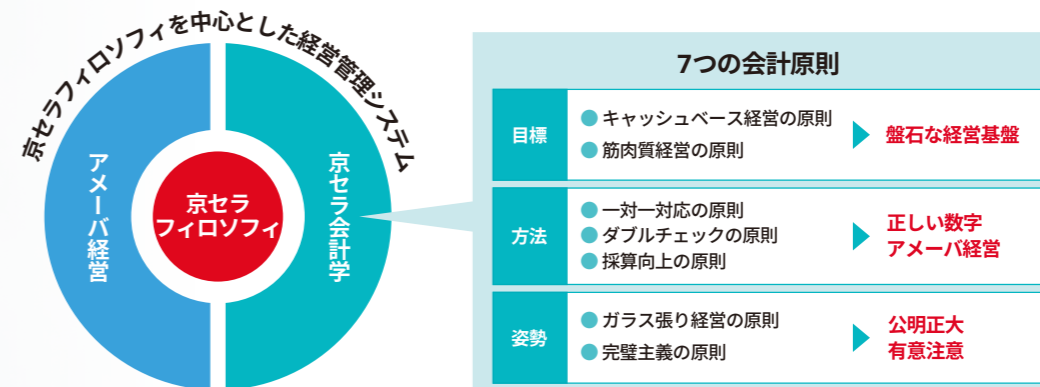 京セラフィロソフィを中心とした経営管理システム
アメーバ経営
京セラ
フィロソフィ
京セラ会計学
7つの会計原則
目標
● キャッシュベース経営の原則
● 筋肉質経営の原則
盤石な経営基盤
方法
● 一対一対応の原則
● ダブルチェックの原則
● 採算向上の原則
正しい数字
アメーバ経営
姿勢
● ガラス張り経営の原則
● 完璧主義の原則
公明正大
有意注意